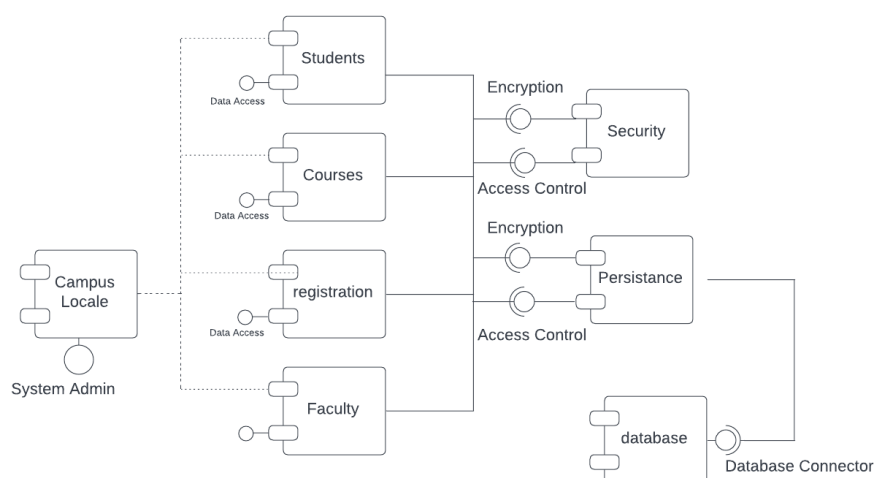 Students
Data Access
Encryption
Security
Access Control
Courses
Data Access
Encryption
Persistance
Access Control
Campus
Locale
System Admin
registration
Data Access
Faculty
database
Database Connector